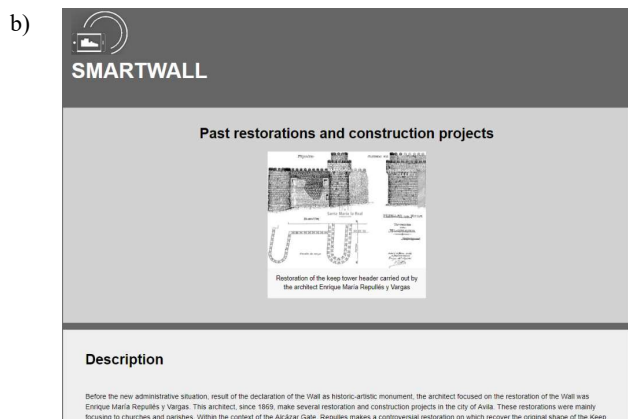 b)
SMARTWALL
Past restorations and construction projects
Restoration of the keep tower header carried out by
the architect Enrique María Repullés y Vargas
Description
Before the new administrative situation, result of the declaration of the Wall as historic-artistic monument, the architect focused on the restoration of the Wall was
Enrique María Repullés y Vargas. This architect, since 1869, make several restoration and construction projects in the city of Avila. These restorations were mainly
focusing to churches and parishes. Within the context of the Alcázar Gate, Repulles makes a controversial restoration on which recover the original shape of the Keep